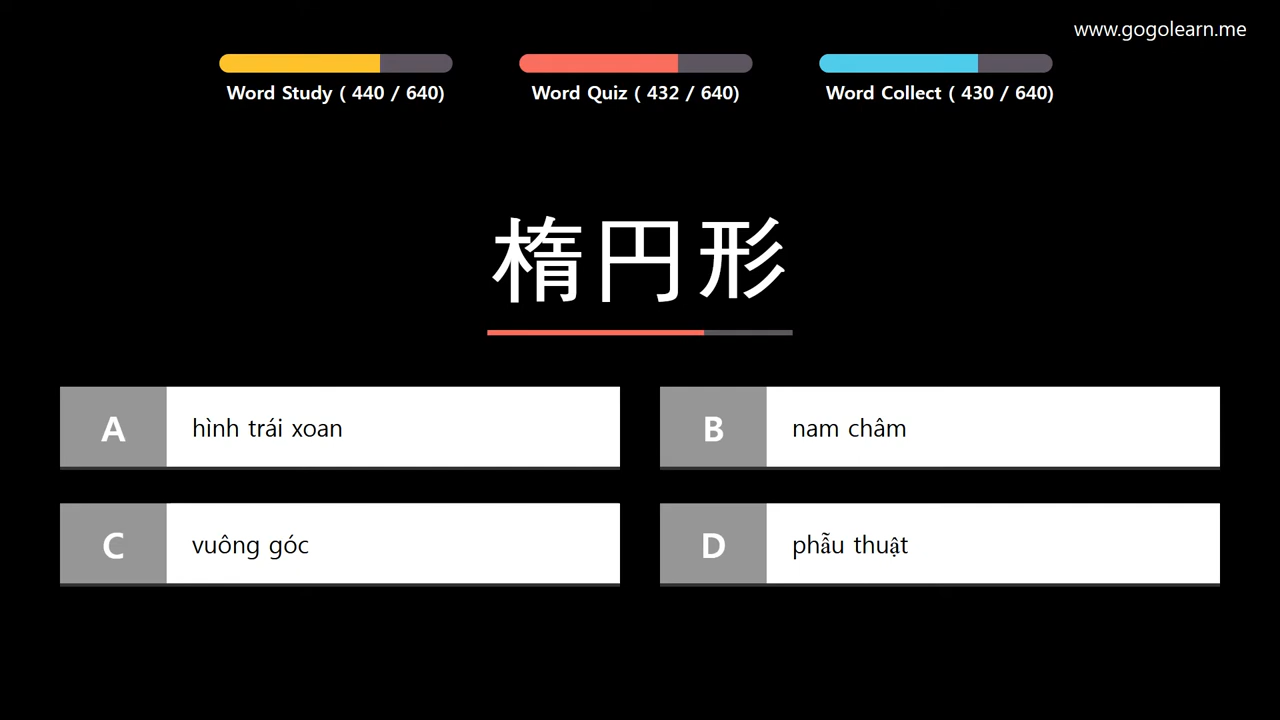 www.gogolearn.me
Word Study ( 440 / 640)
Word Quiz ( 432 / 640)
Word Collect ( 430 / 640)
楕円形
A hình trái xoan
B nam châm
C vuông góc
D phẫu thuật